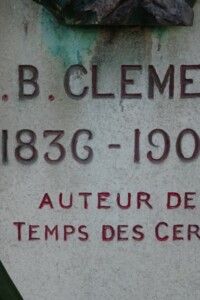 .B.CLEME
1836-190
AUTEUR DE
TEMPS DES CER